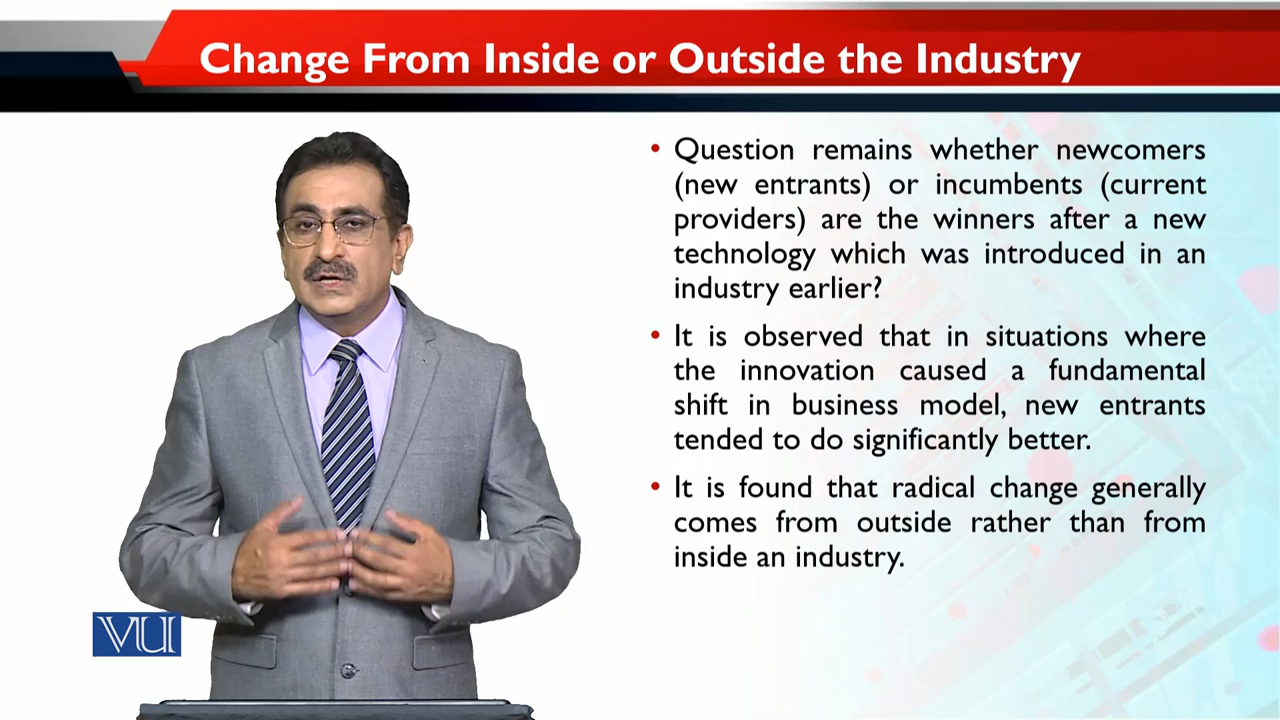 Change From Inside or Outside the Industry
• Question remains whether newcomers
(new entrants) or incumbents (current
providers) are the winners after a new
technology which was introduced in an
industry earlier?
• It is observed that in situations where
the innovation caused a fundamental
shift in business model, new entrants
tended to do significantly better.
• It is found that radical change generally
comes from outside rather than from
inside an industry.
VU